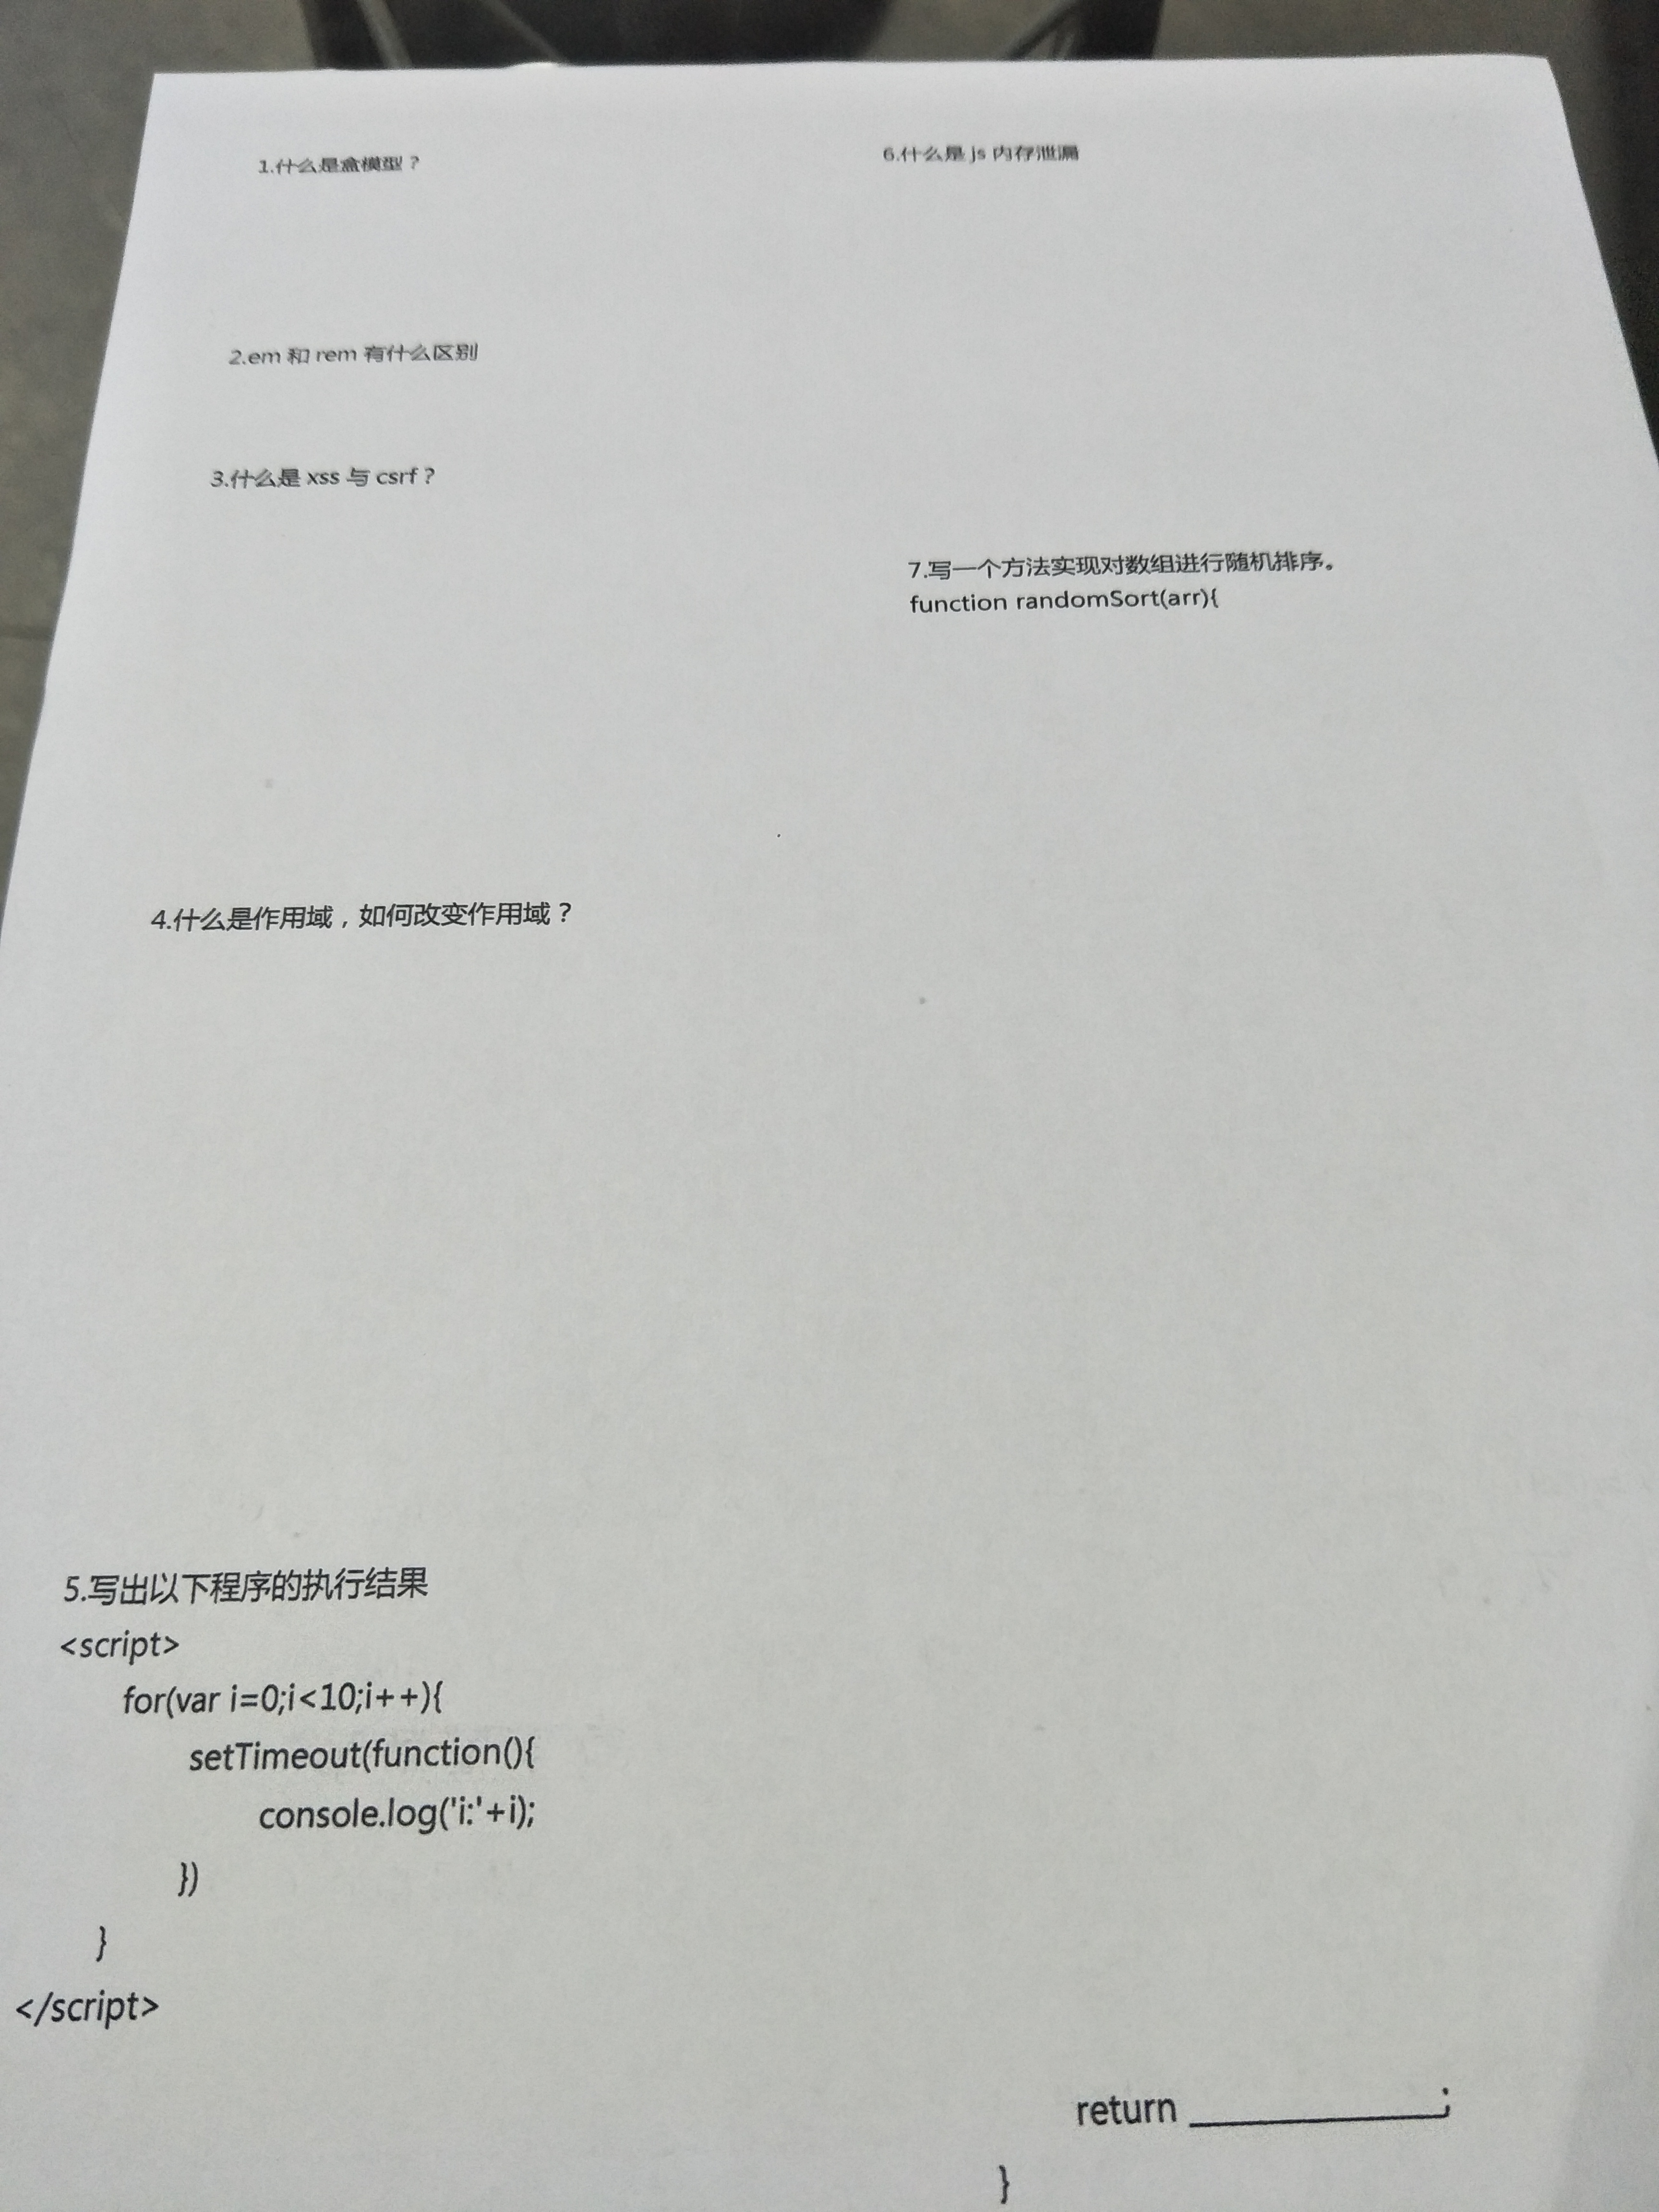 1.什么是盒模型？
2.em 和 rem 有什么区别
3.什么是 xss 与 csrf？
4.什么是作用域，如何改变作用域？
5.写出以下程序的执行结果
<script>
for(var i=0;i<10;i++){
setTimeout(function(){
console.log('i:'+i);
})
}
</script>
6.什么是 js 内存泄漏
7.写一个方法实现对数组进行随机排序。
function randomSort(arr){
return ____________;
}